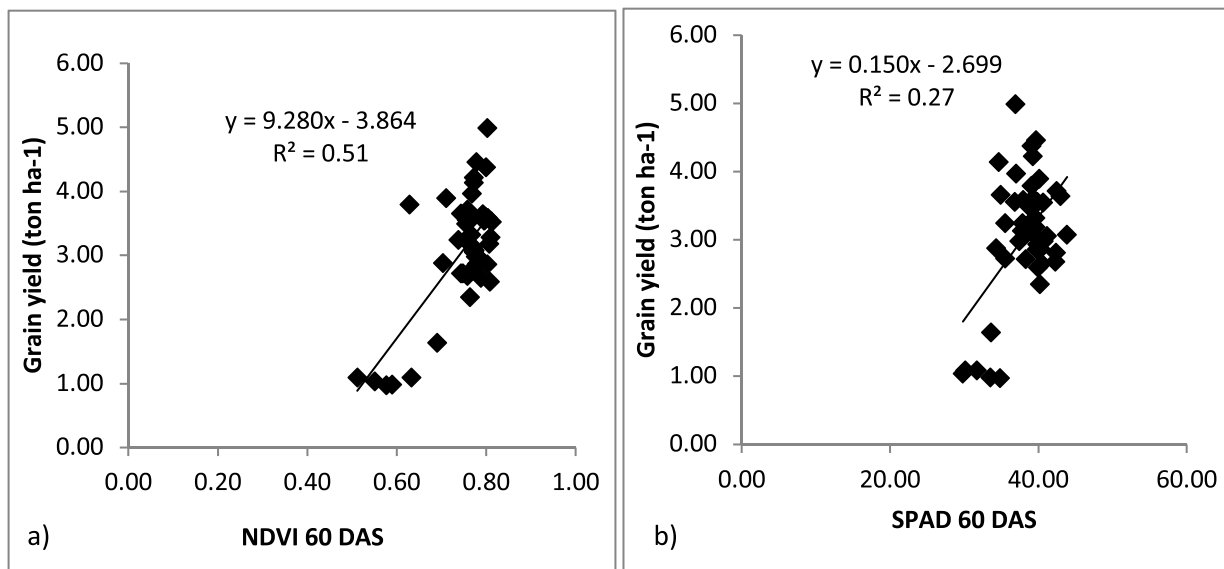 y = 9.280x - 3.864
R² = 0.51
Grain yield (ton ha-1)
6.00
5.00
4.00
3.00
2.00
1.00
0.00
0.00 0.20 0.40 0.60 0.80 1.00
NDVI 60 DAS
a)
y = 0.150x - 2.699
R² = 0.27
Grain yield (ton ha-1)
6.00
5.00
4.00
3.00
2.00
1.00
0.00
0.00 20.00 40.00 60.00
SPAD 60 DAS
b)